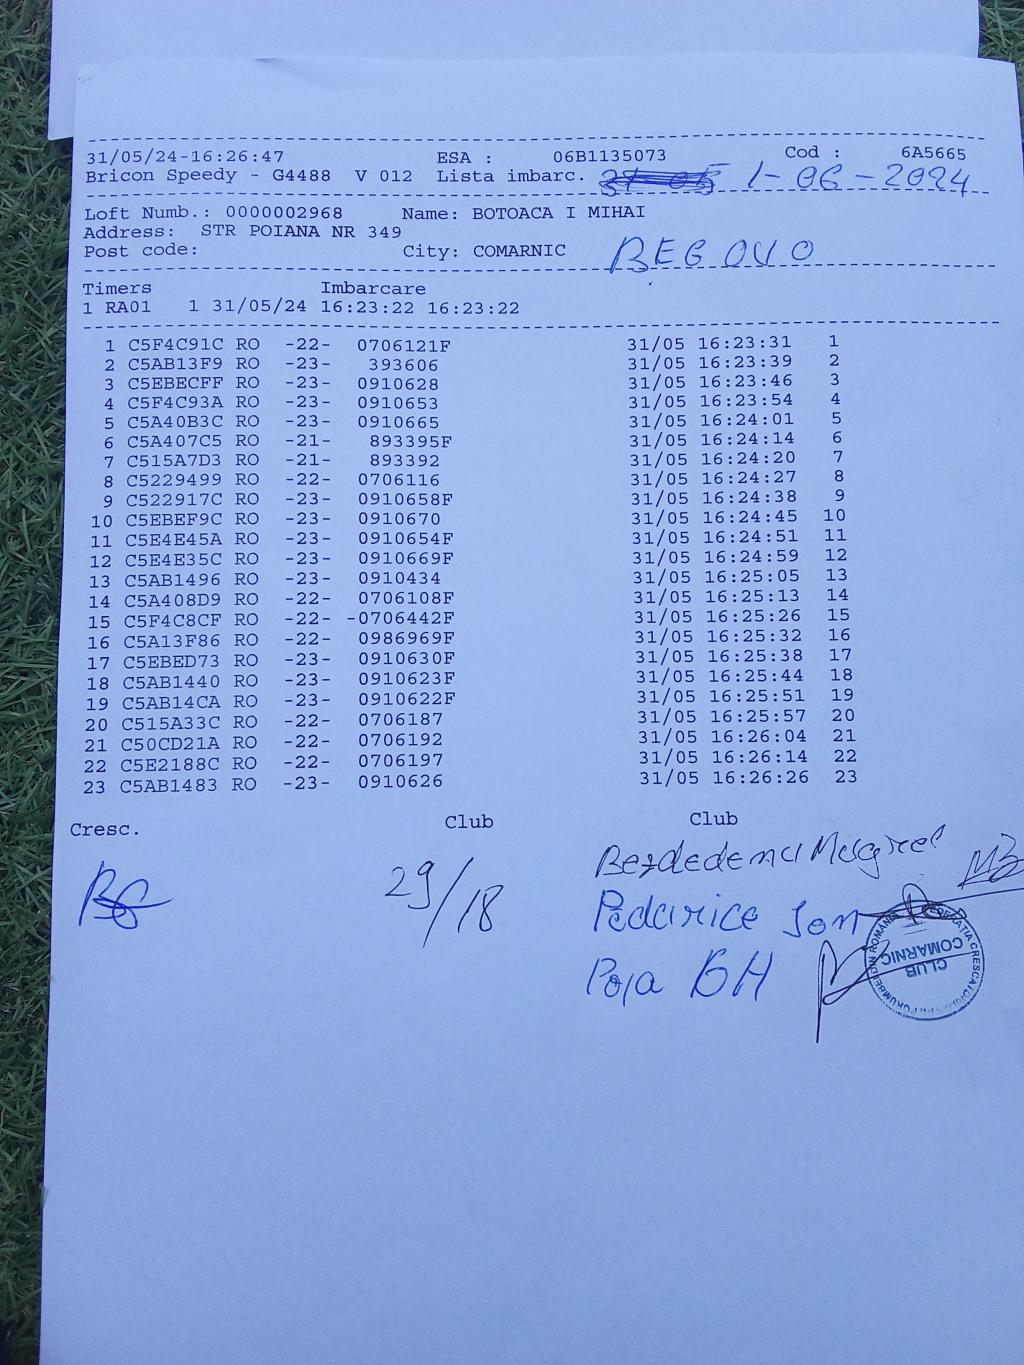 31/05/24-16:26:47 ESA : 06B1135073 Cod : 6A5665
Bricon Speedy - G4488 V 012 Lista imbarc. 31-05 1-06-2024
Loft Numb.: 0000002968 Name: BOTOACA I MIHAI
Address: STR POIANA NR 349
Post code: City: COMARNIC BEGOVO
Timers Imbarcare
1 RA01 1 31/05/24 16:23:22 16:23:22
1 C5F4C91C RO -22- 0706121F 31/05 16:23:31 1
2 C5AB13F9 RO -23- 393606 31/05 16:23:39 2
3 C5EBECFF RO -23- 0910628 31/05 16:23:46 3
4 C5F4C93A RO -23- 0910653 31/05 16:23:54 4
5 C5A40B3C RO -23- 0910665 31/05 16:24:01 5
6 C5A407C5 RO -21- 893395F 31/05 16:24:14 6
7 C515A7D3 RO -21- 893392 31/05 16:24:20 7
8 C5229499 RO -22- 0706116 31/05 16:24:27 8
9 C522917C RO -23- 0910658F 31/05 16:24:38 9
10 C5EBEF9C RO -23- 0910670 31/05 16:24:45 10
11 C5E4E45A RO -23- 0910654F 31/05 16:24:51 11
12 C5E4E35C RO -23- 0910669F 31/05 16:24:59 12
13 C5AB1496 RO -23- 0910434 31/05 16:25:05 13
14 C5A408D9 RO -22- 0706108F 31/05 16:25:13 14
15 C5F4C8CF RO -22- -0706442F 31/05 16:25:26 15
16 C5A13F86 RO -22- 0986969F 31/05 16:25:32 16
17 C5EBED73 RO -23- 0910630F 31/05 16:25:38 17
18 C5AB1440 RO -23- 0910623F 31/05 16:25:44 18
19 C5AB14CA RO -23- 0910622F 31/05 16:25:51 19
20 C515A33C RO -22- 0706187 31/05 16:25:57 20
21 C50CD21A RO -22- 0706192 31/05 16:26:04 21
22 C5E2188C RO -22- 0706197 31/05 16:26:14 22
23 C5AB1483 RO -23- 0910626 31/05 16:26:26 23
Cresc. Club Club
29/18
Ion
Popa GH
CLUB
COMARNIC